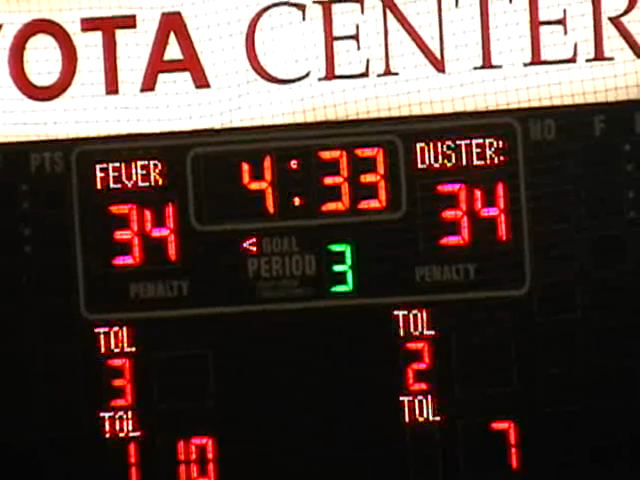 OTA CENTER
PTS FEVER 4:33 DUSTER: NO F
34 34
< GOAL
PERIOD 3
PENALTY PENALTY
TOL TOL
3 2
TOL TOL
1 10 7